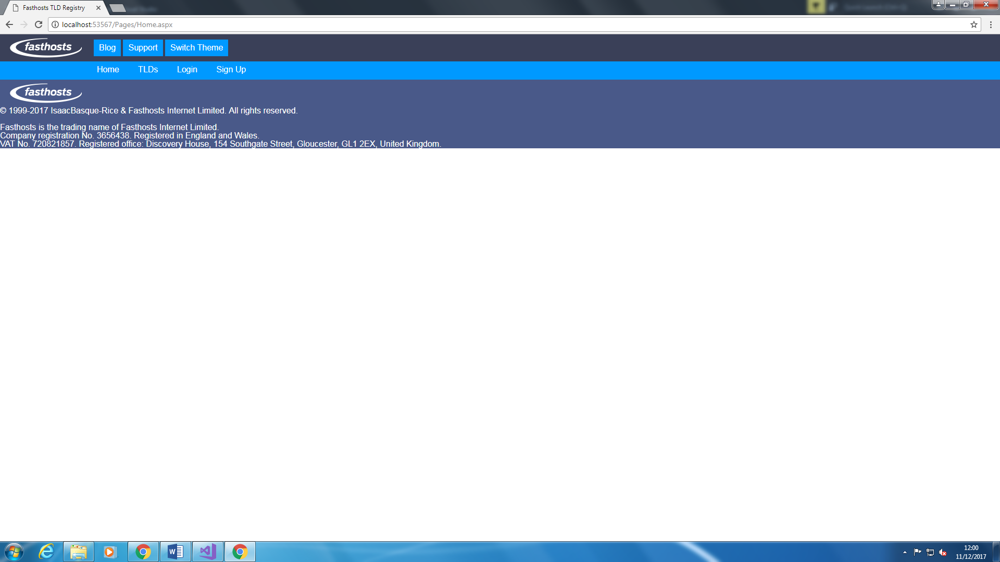 Fasthosts TLD Registry
localhost:53567/Pages/Home.aspx
fasthosts
Blog Support Switch Theme
Home TLDs Login Sign Up
fasthosts
© 1999-2017 IsaacBasque-Rice & Fasthosts Internet Limited. All rights reserved.
Fasthosts is the trading name of Fasthosts Internet Limited.
Company registration No. 3656438. Registered in England and Wales.
VAT No. 720821857. Registered office: Discovery House, 154 Southgate Street, Gloucester, GL1 2EX, United Kingdom.
12:00
11/12/2017